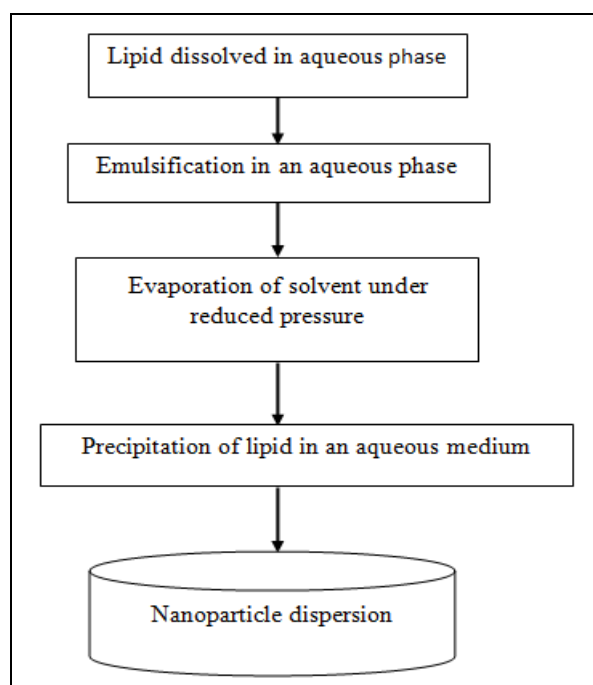 Lipid dissolved in aqueous phase
Emulsification in an aqueous phase
Evaporation of solvent under
reduced pressure
Precipitation of lipid in an aqueous medium
Nanoparticle dispersion